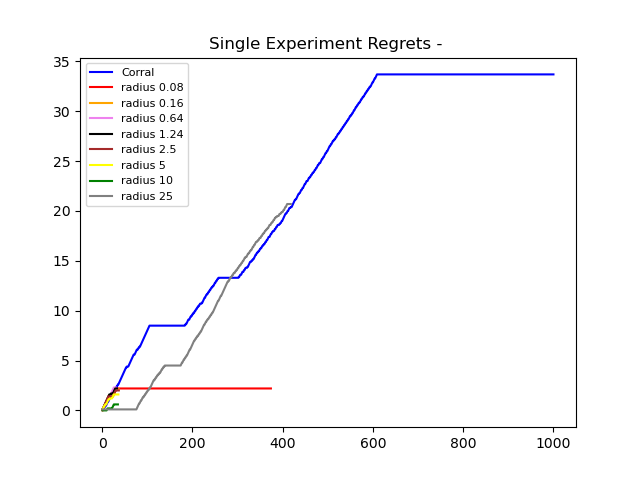 Single Experiment Regrets -
35
30
25
20
15
10
5
0
Corral
radius 0.08
radius 0.16
radius 0.64
radius 1.24
radius 2.5
radius 5
radius 10
radius 25
0 200 400 600 800 1000